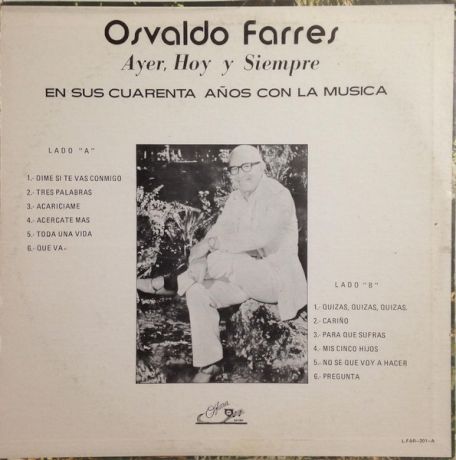 Osvaldo Farres
Ayer, Hoy y Siempre
EN SUS CUARENTA AÑOS CON LA MUSICA
LADO "A"
1.- DIME SI TE VAS CONMIGO
2.- TRES PALABRAS
3.- ACARICIAME
4.- ACERCATE MAS
5.- TODA UNA VIDA
6.- QUE VA-
LADO "B"
1.- QUIZAS, QUIZAS, QUIZAS.
2.- CARIÑO
3.- PARA QUE SUFRAS
4.- MIS CINCO HIJOS
5.- NO SE QUE VOY A HACER
6.- PREGUNTA
L.FAR-301-A